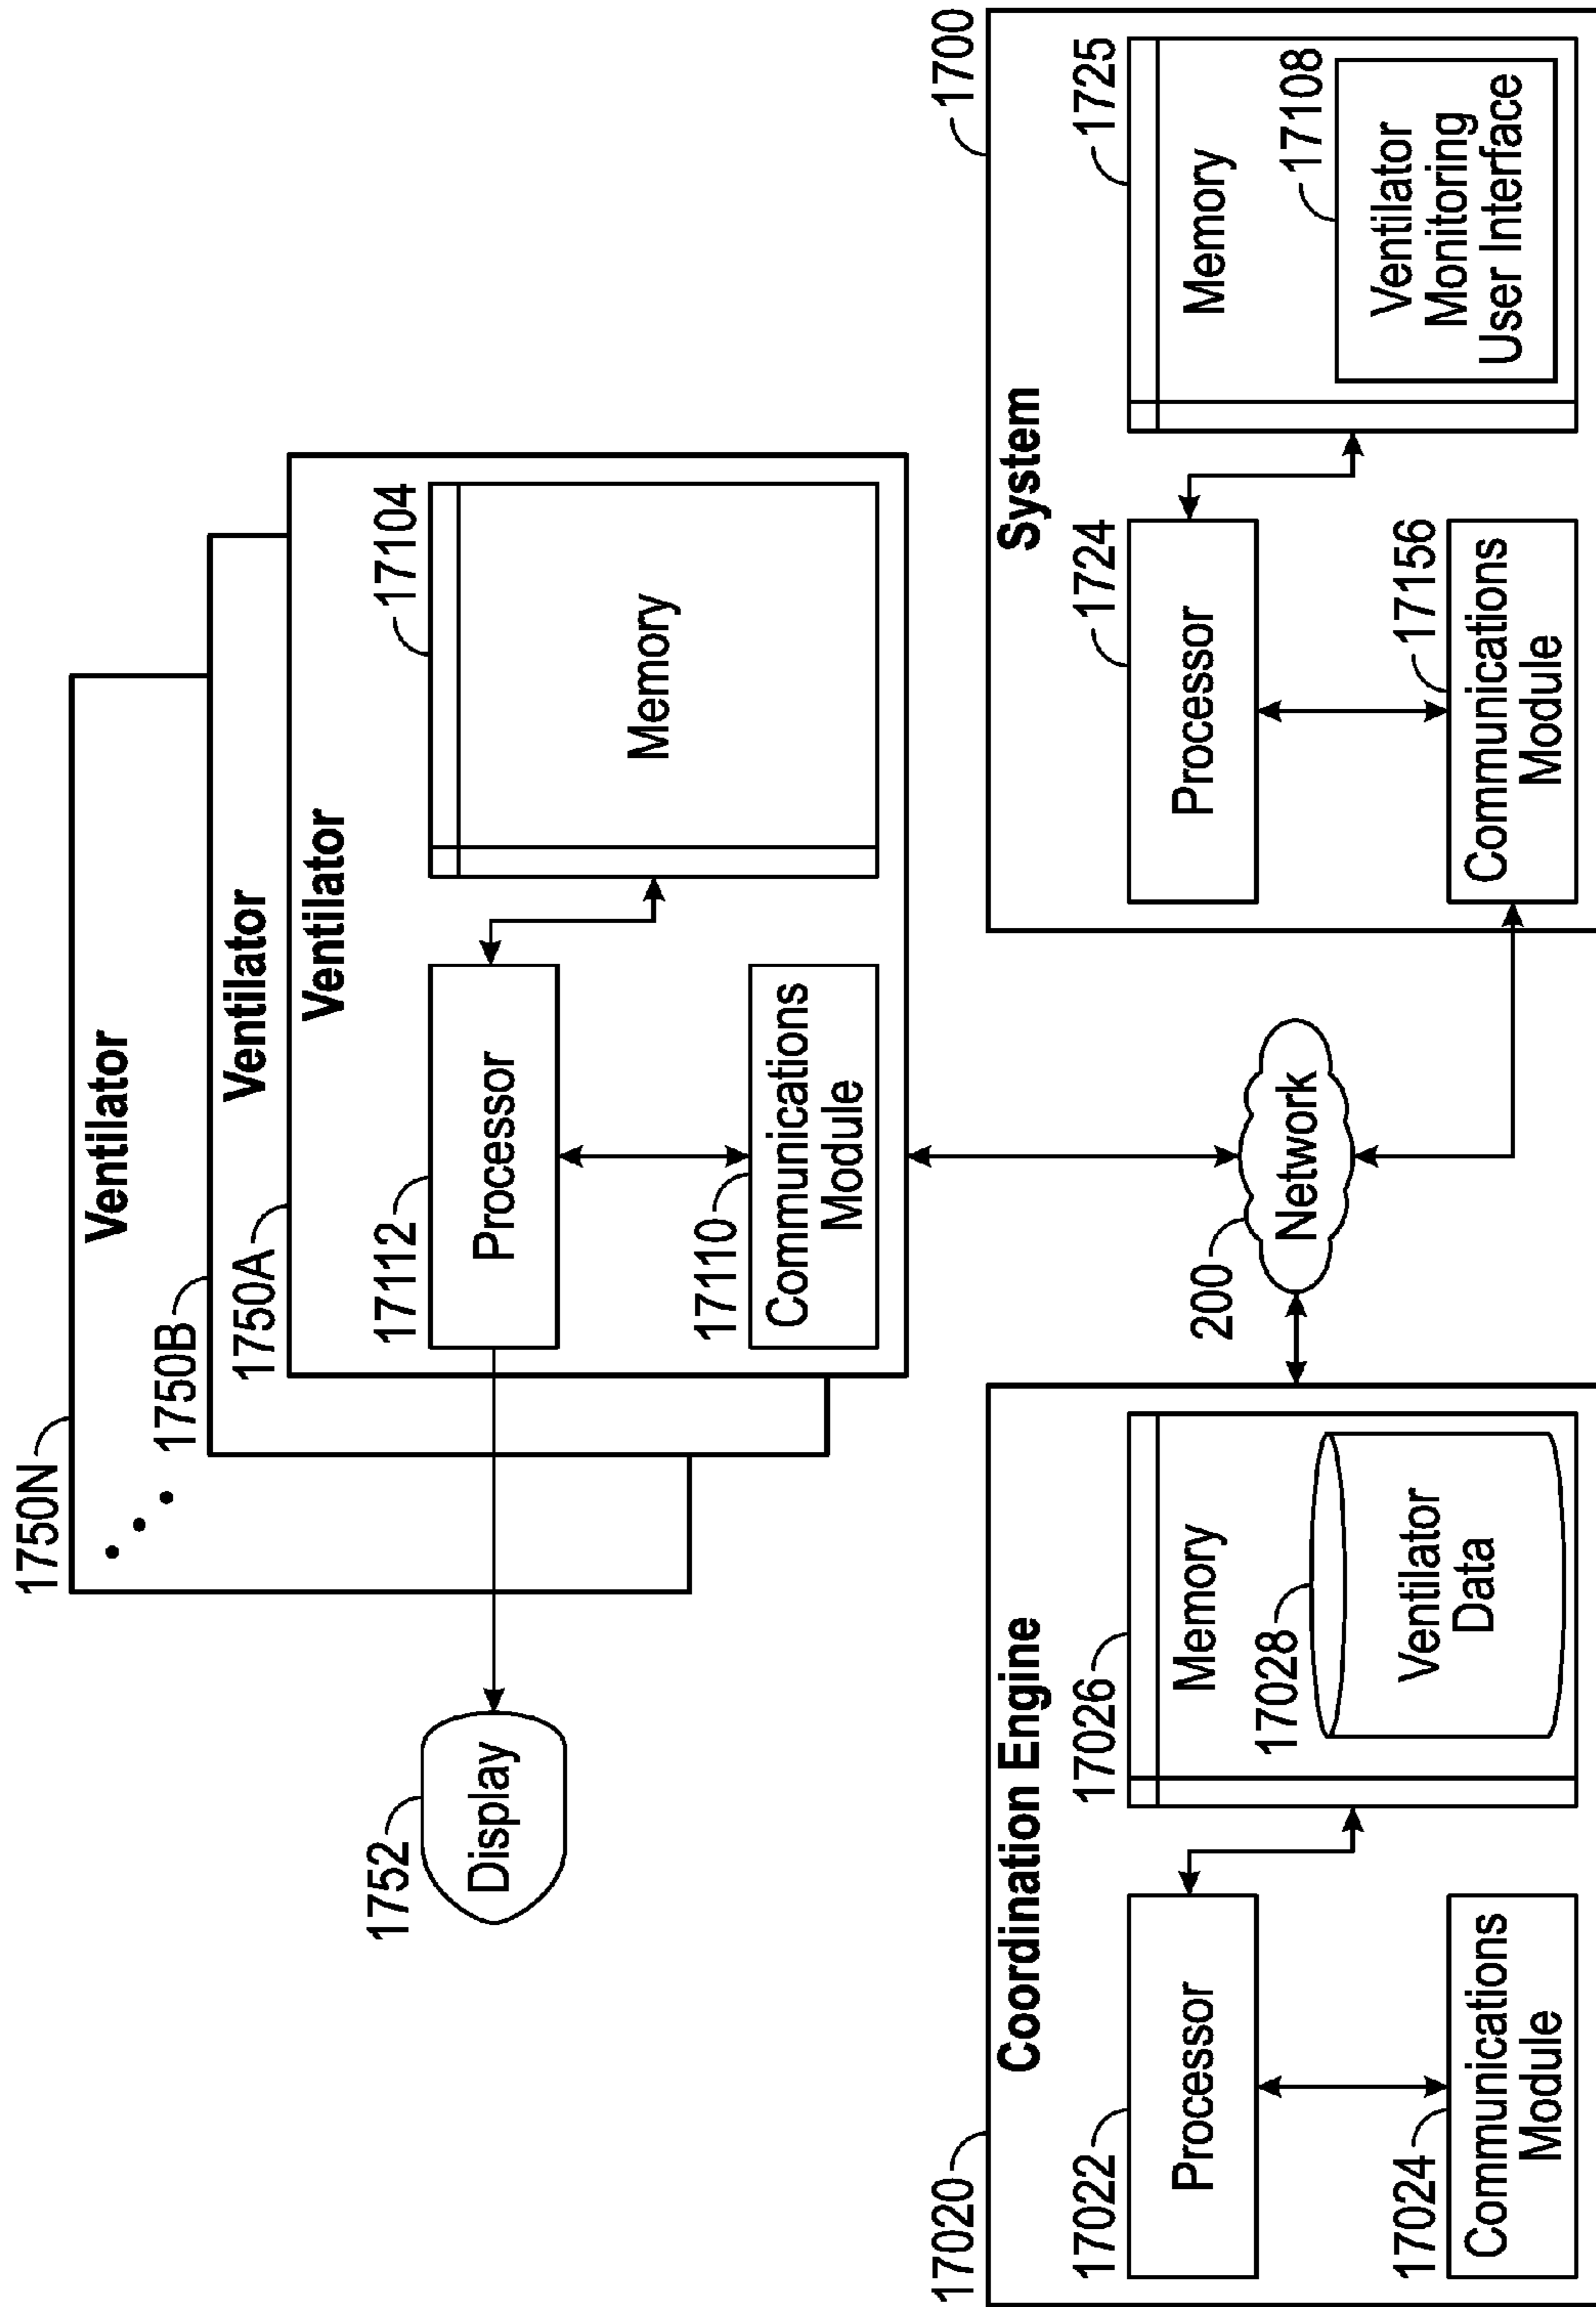 1750N
Ventilator
1750B
Ventilator
1750A
Ventilator
17112
Processor
17104
Memory
17110
Communications
Module
1752
Display
200
Network
17020
Coordination Engine
17022
Processor
17026
Memory
17028
Ventilator
Data
17024
Communications
Module
1700
System
1724
Processor
1725
Memory
17108
Ventilator
Monitoring
User Interface
17156
Communications
Module